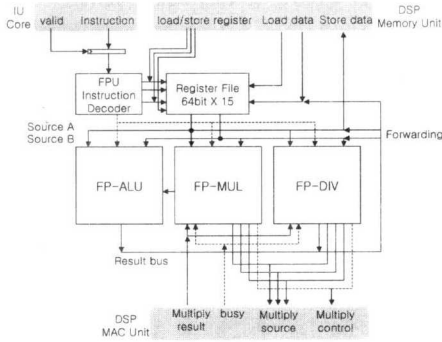 IU
Core
valid
Instruction
load/store register
Load data
Store data
DSP
Memory Unit
FPU
Instruction
Decoder
Register File
64bit X 15
Source A
Source B
Forwarding
FP-ALU
FP-MUL
FP-DIV
Result bus
DSP
MAC Unit
Multiply
result
busy
Multiply
source
Multiply
control